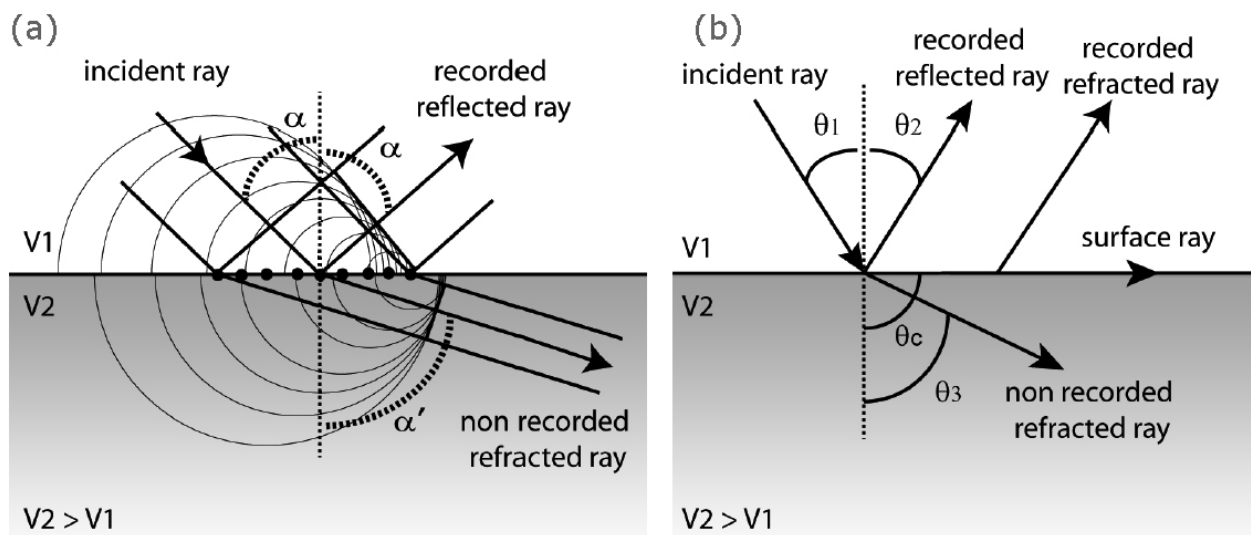 (a)
incident ray
recorded
reflected ray
α
α
V1
V2
α′
non recorded
refracted ray
V2 > V1
(b)
incident ray
recorded
reflected ray
recorded
refracted ray
θ1
θ2
V1
surface ray
V2
θc
θ3
non recorded
refracted ray
V2 > V1